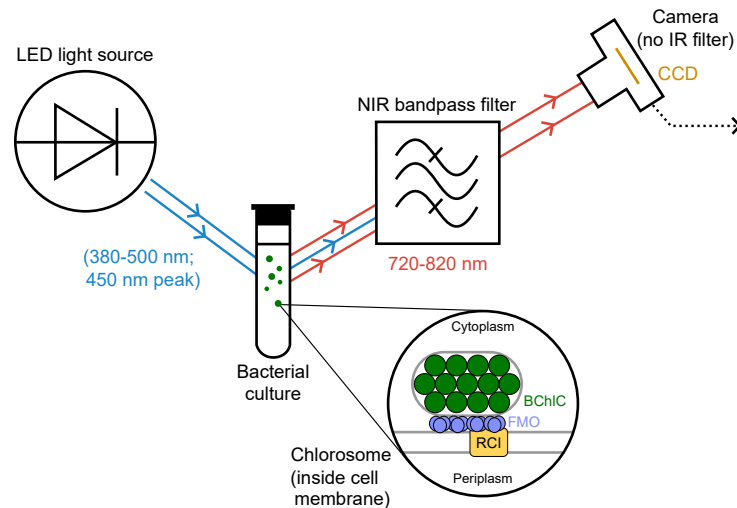 LED light source
Camera
(no IR filter)
CCD
NIR bandpass filter
(380-500 nm;
450 nm peak)
720-820 nm
Bacterial
culture
Cytoplasm
BChlC
FMO
RCI
Periplasm
Chlorosome
(inside cell
membrane)